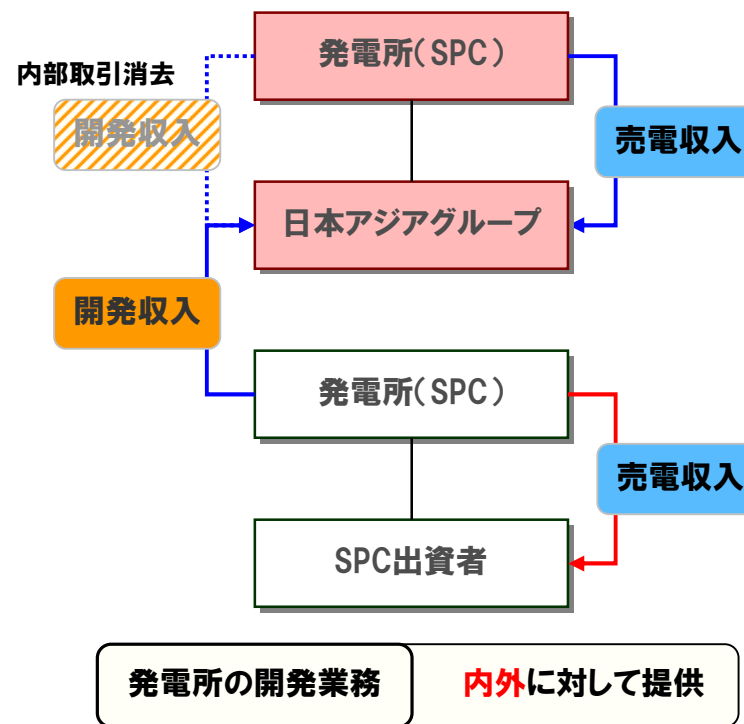 発電所(SPC)
内部取引消去
開発収入
売電収入
日本アジアグループ
開発収入
発電所(SPC)
売電収入
SPC出資者
発電所の開発業務 内外に対して提供